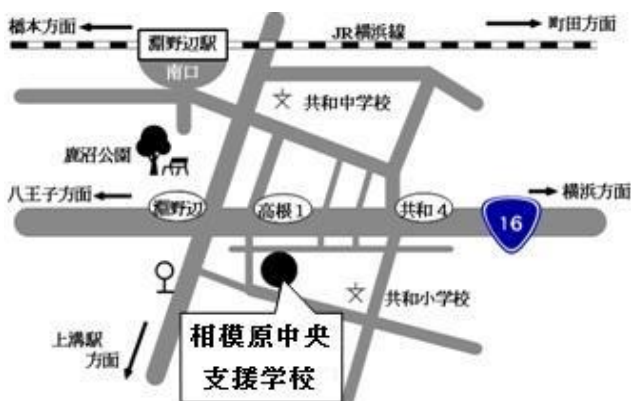 橋本方面
町田方面
淵野辺駅
JR横浜線
南口
共和中学校
鹿沼公園
八王子方面
淵野辺
高根1
共和4
16
横浜方面
共和小学校
相模原中央
支援学校
上溝駅
方面